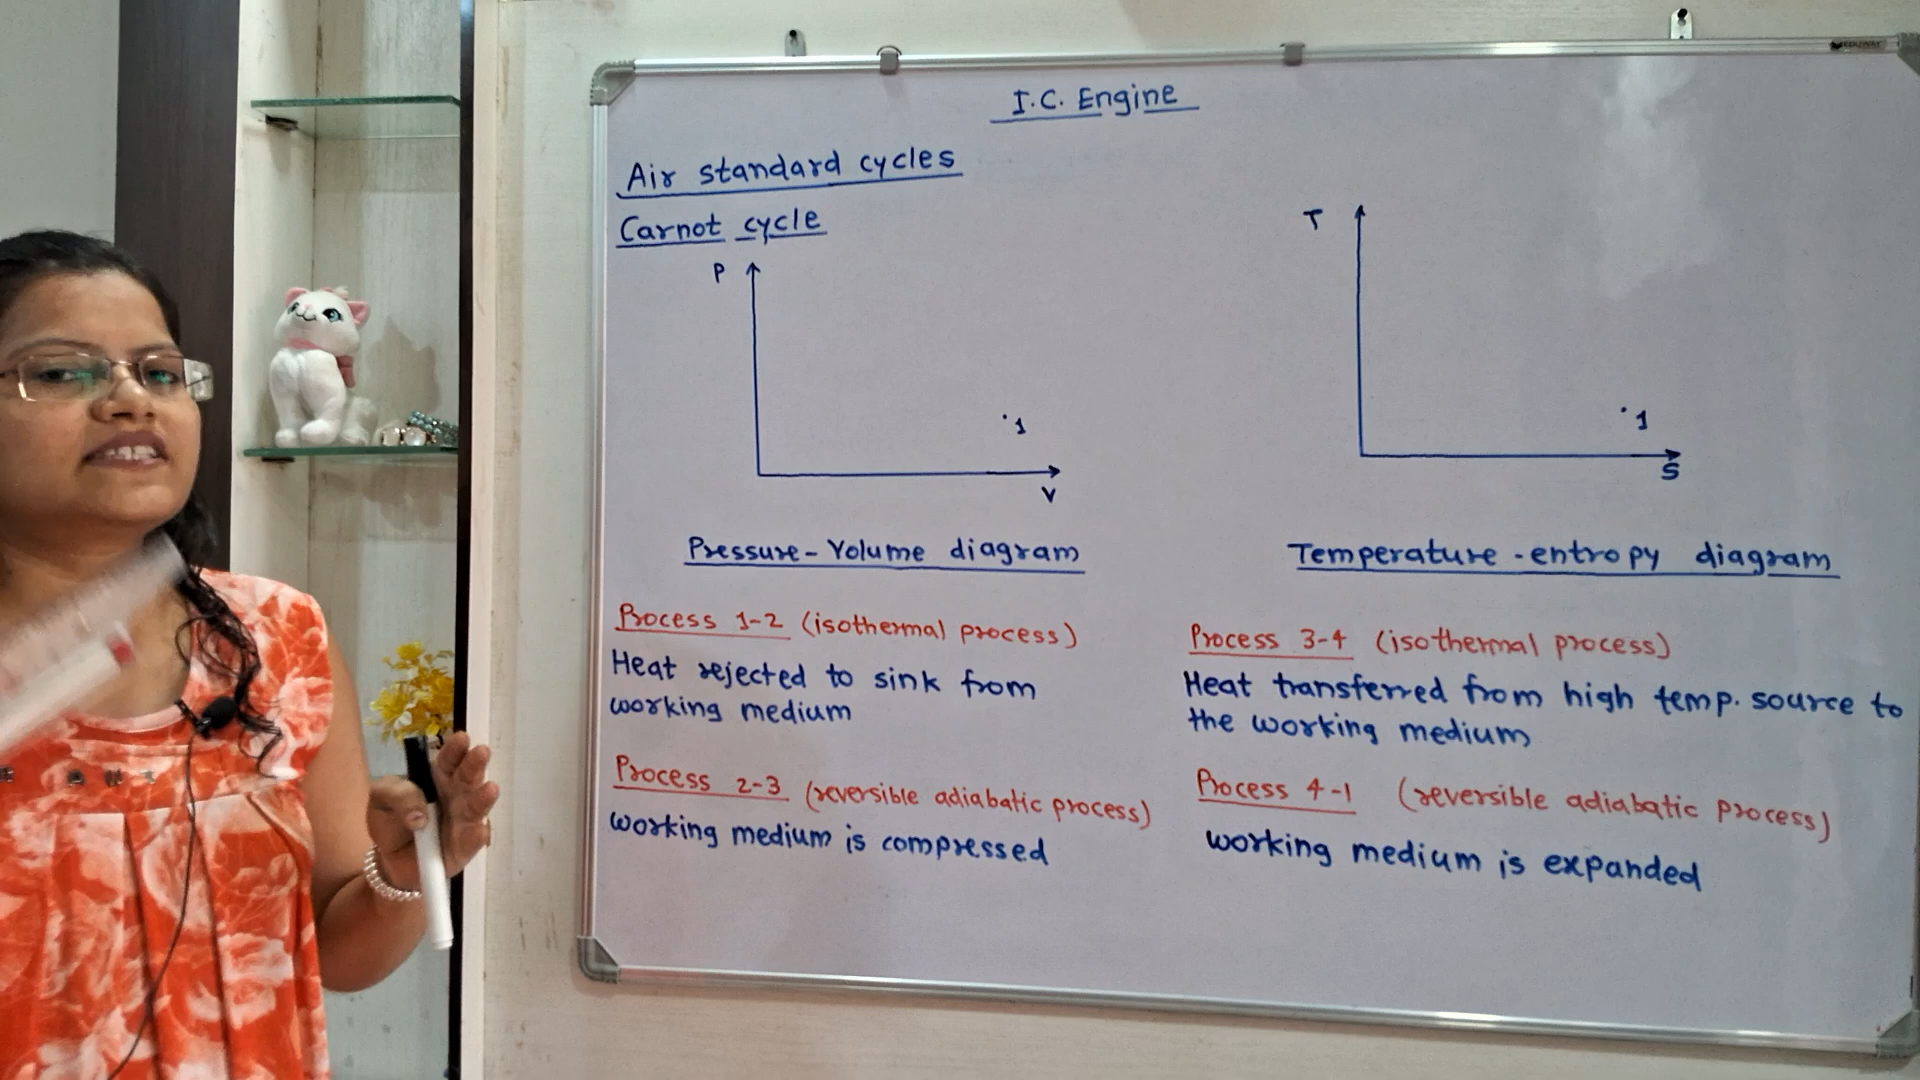 EDUWAY
I.C. Engine
Air standard cycles
Carnot cycle
P
1
V
Pressure-Volume diagram
T
1
S
Temperature-entropy diagram
Process 1-2 (isothermal process)
Heat rejected to sink from
working medium
Process 2-3 (reversible adiabatic process)
working medium is compressed
Process 3-4 (isothermal process)
Heat transferred from high temp. source to
the working medium
Process 4-1 (reversible adiabatic process)
working medium is expanded